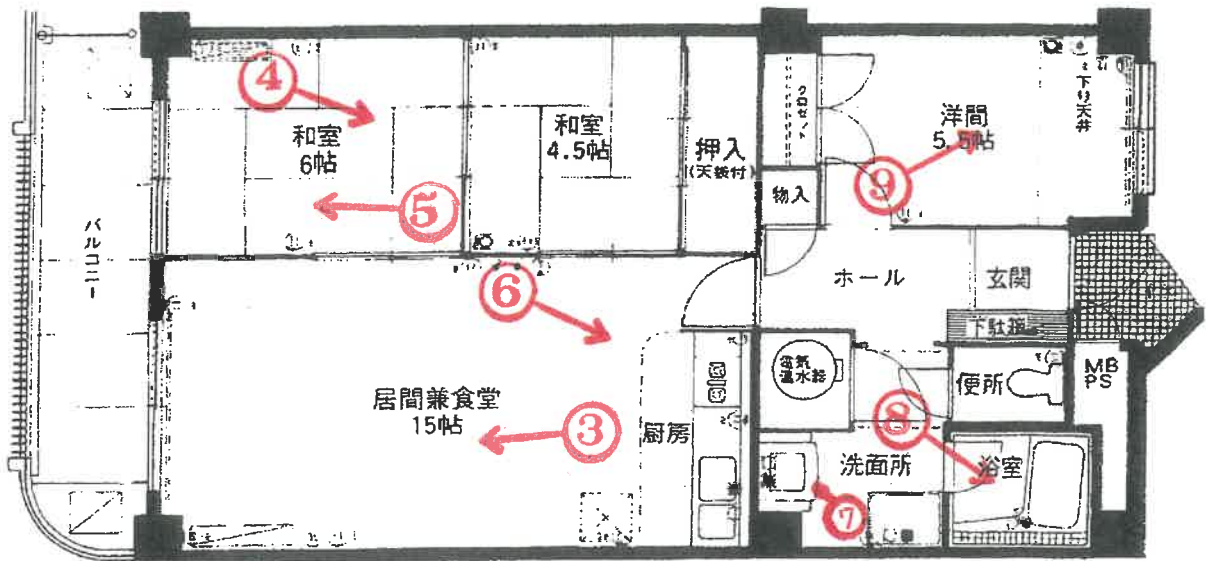 ④
和室
6帖
⑤
和室
4.5帖
押入
(天袋付)
クロゼット
物入
洋間
5.5帖
下り天井
⑨
バルコニー
⑥
ホール
玄関
下駄箱
居間兼食堂
15帖
③
厨房
電気
温水器
便所
MB
PS
⑧
洗面所
浴室
⑦